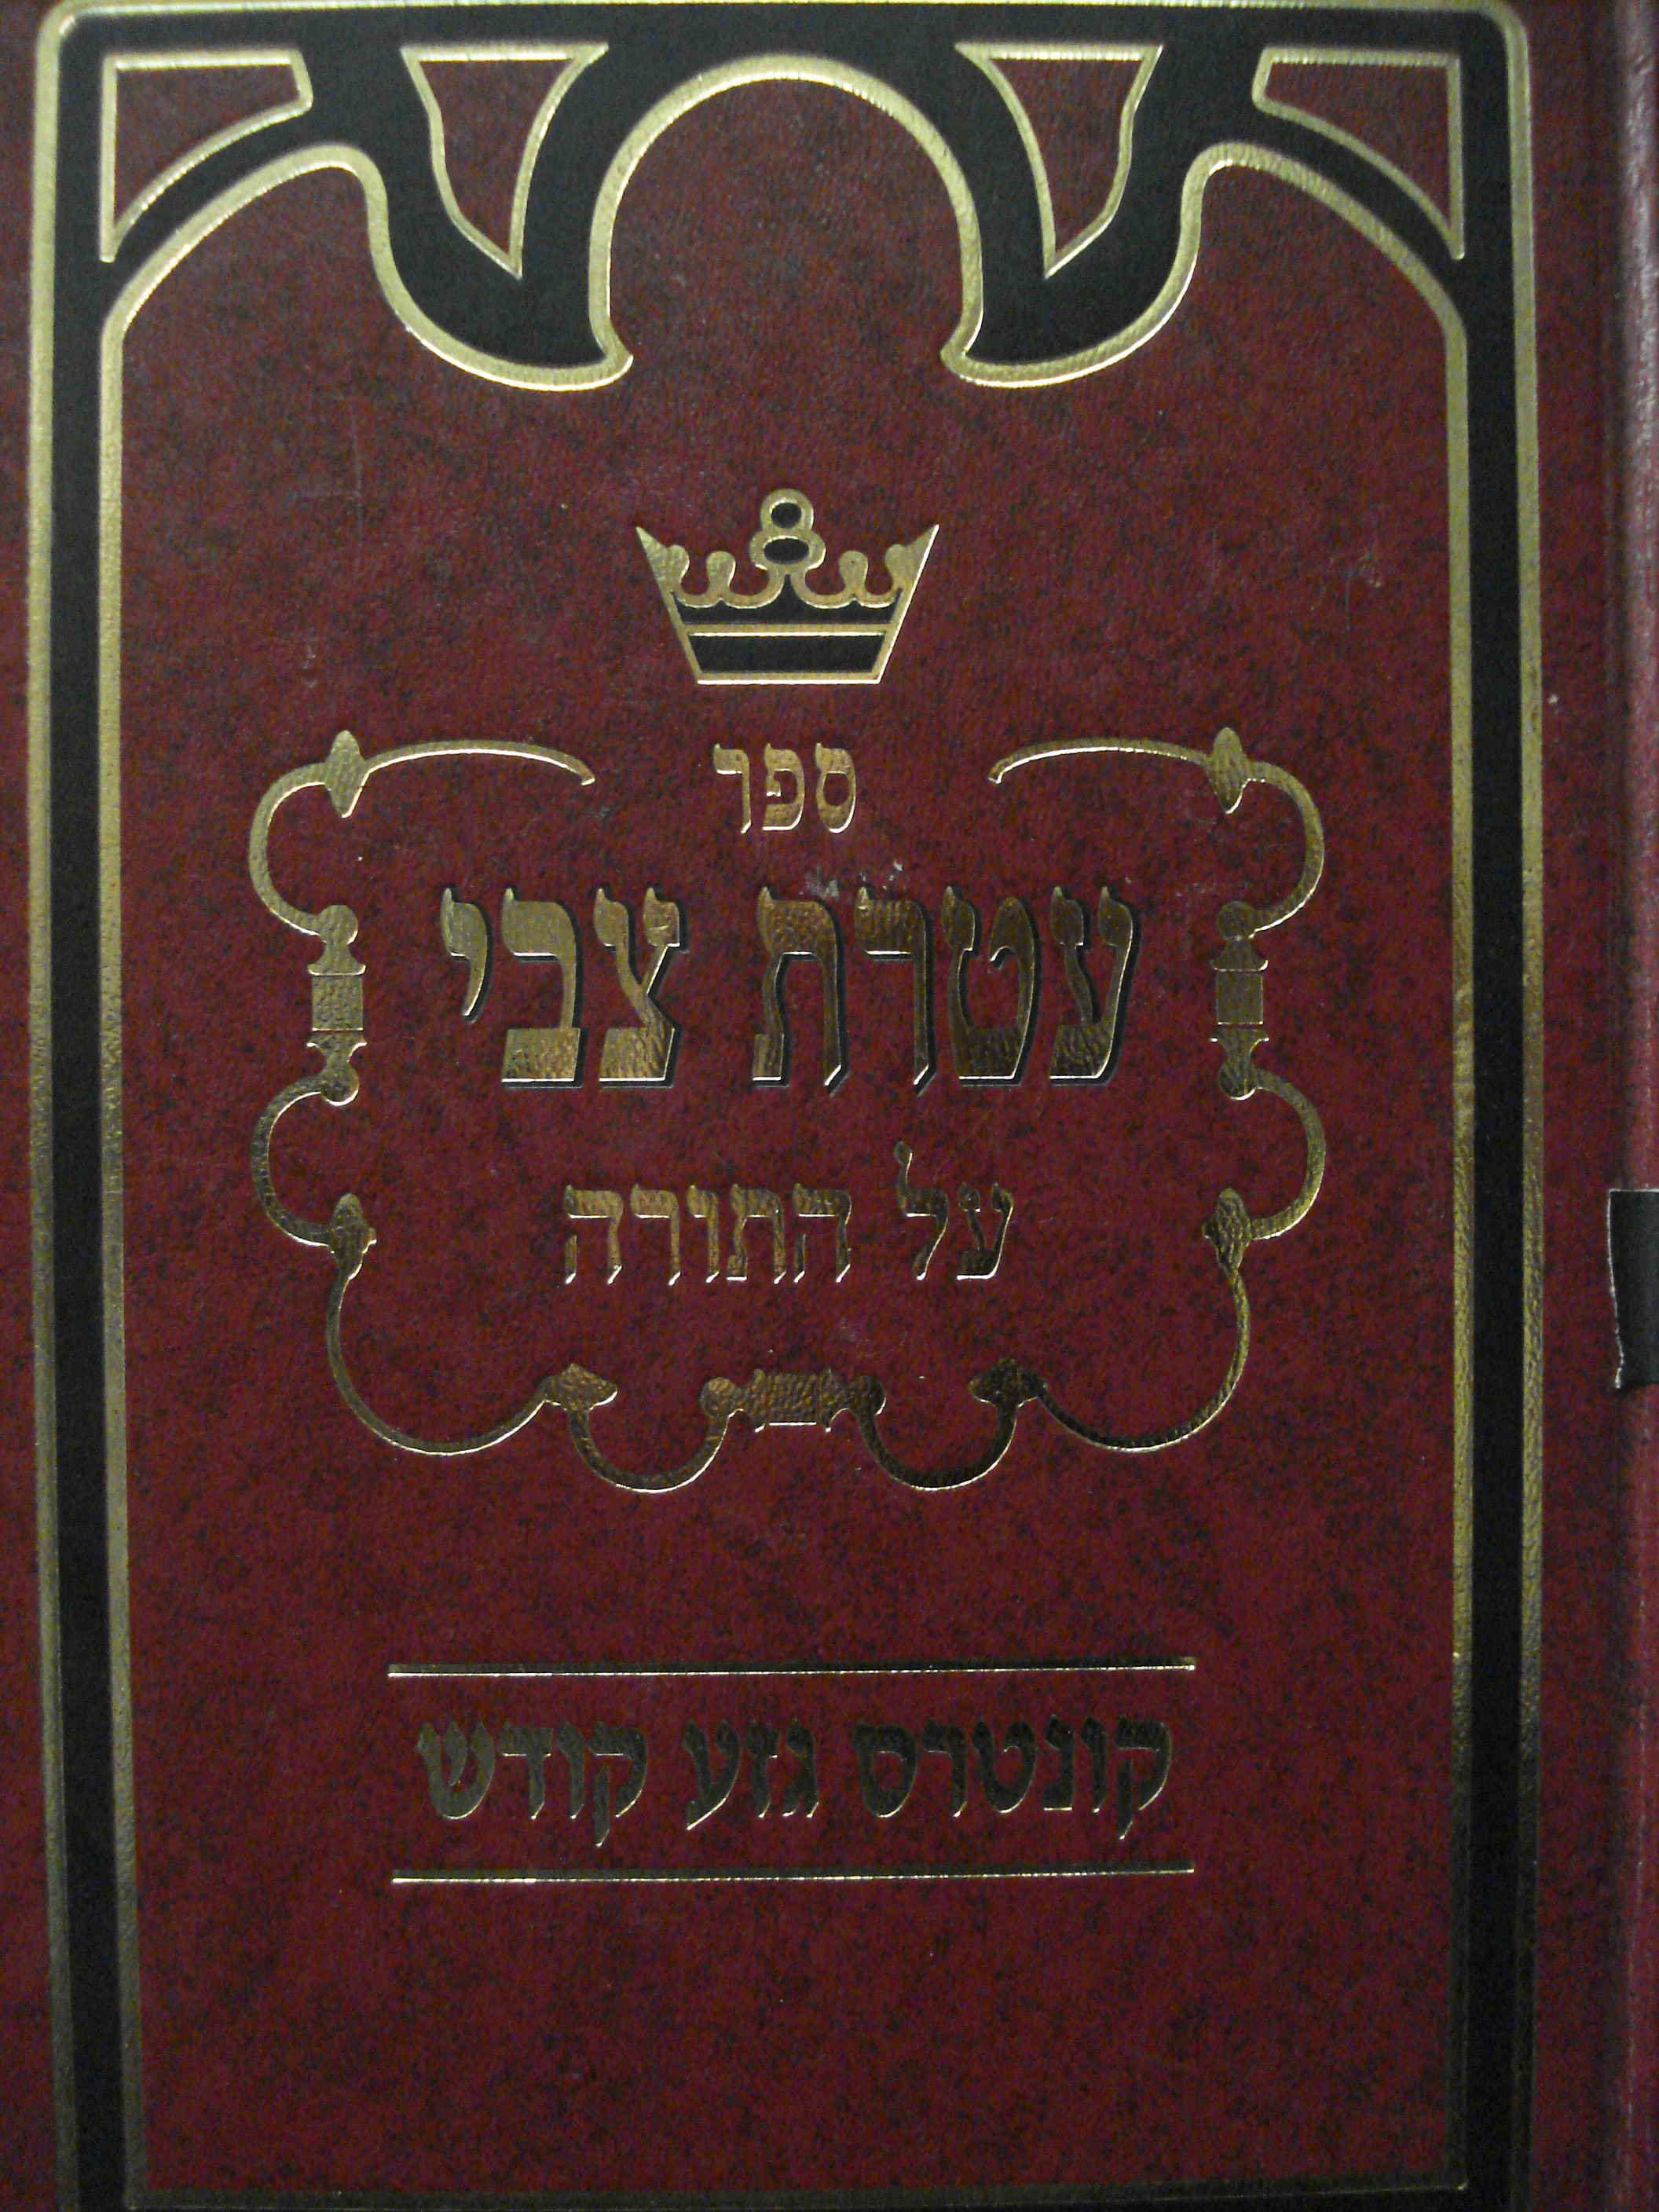 ספר
עטרת צבי
על התורה
קונטרס גזע קודש